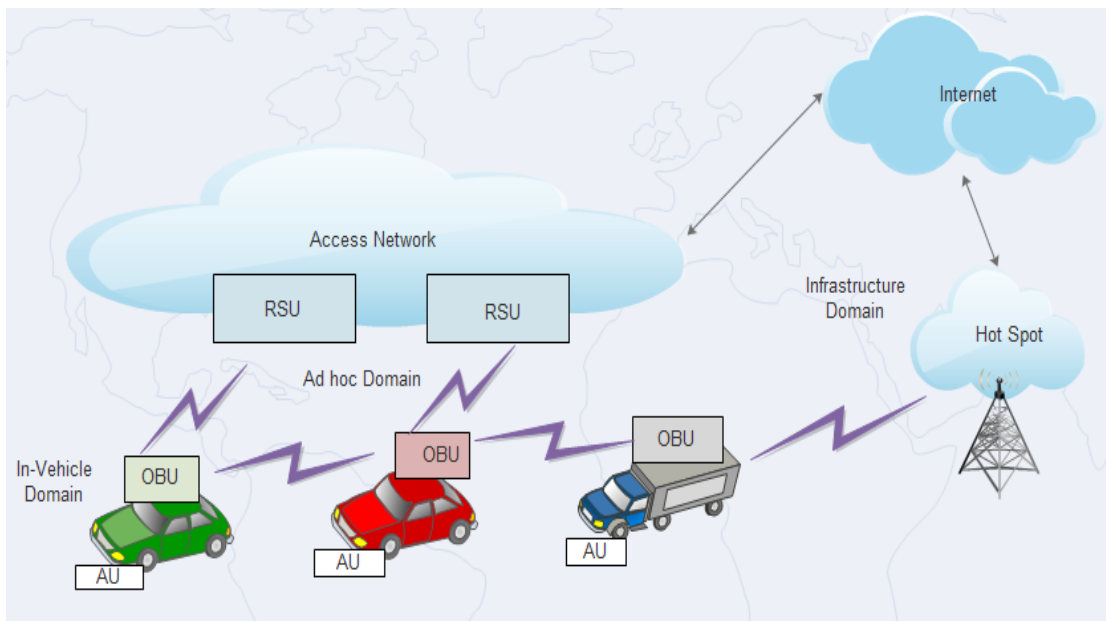 Internet
Access Network
RSU
RSU
Infrastructure
Domain
Hot Spot
Ad hoc Domain
In-Vehicle
Domain
OBU
OBU
OBU
AU
AU
AU